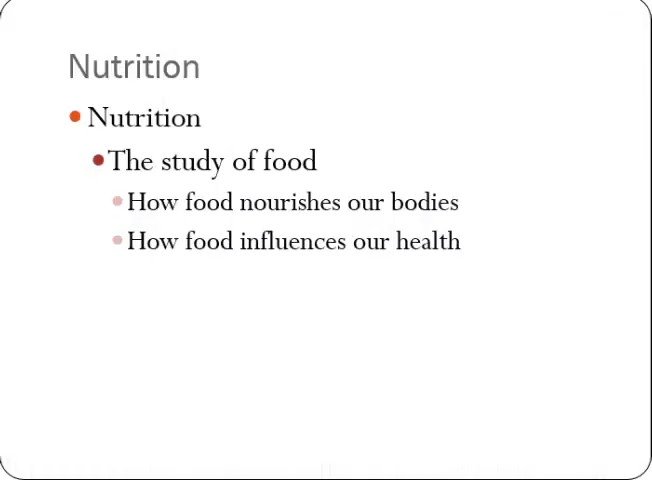 Nutrition
Nutrition
The study of food
How food nourishes our bodies
How food influences our health